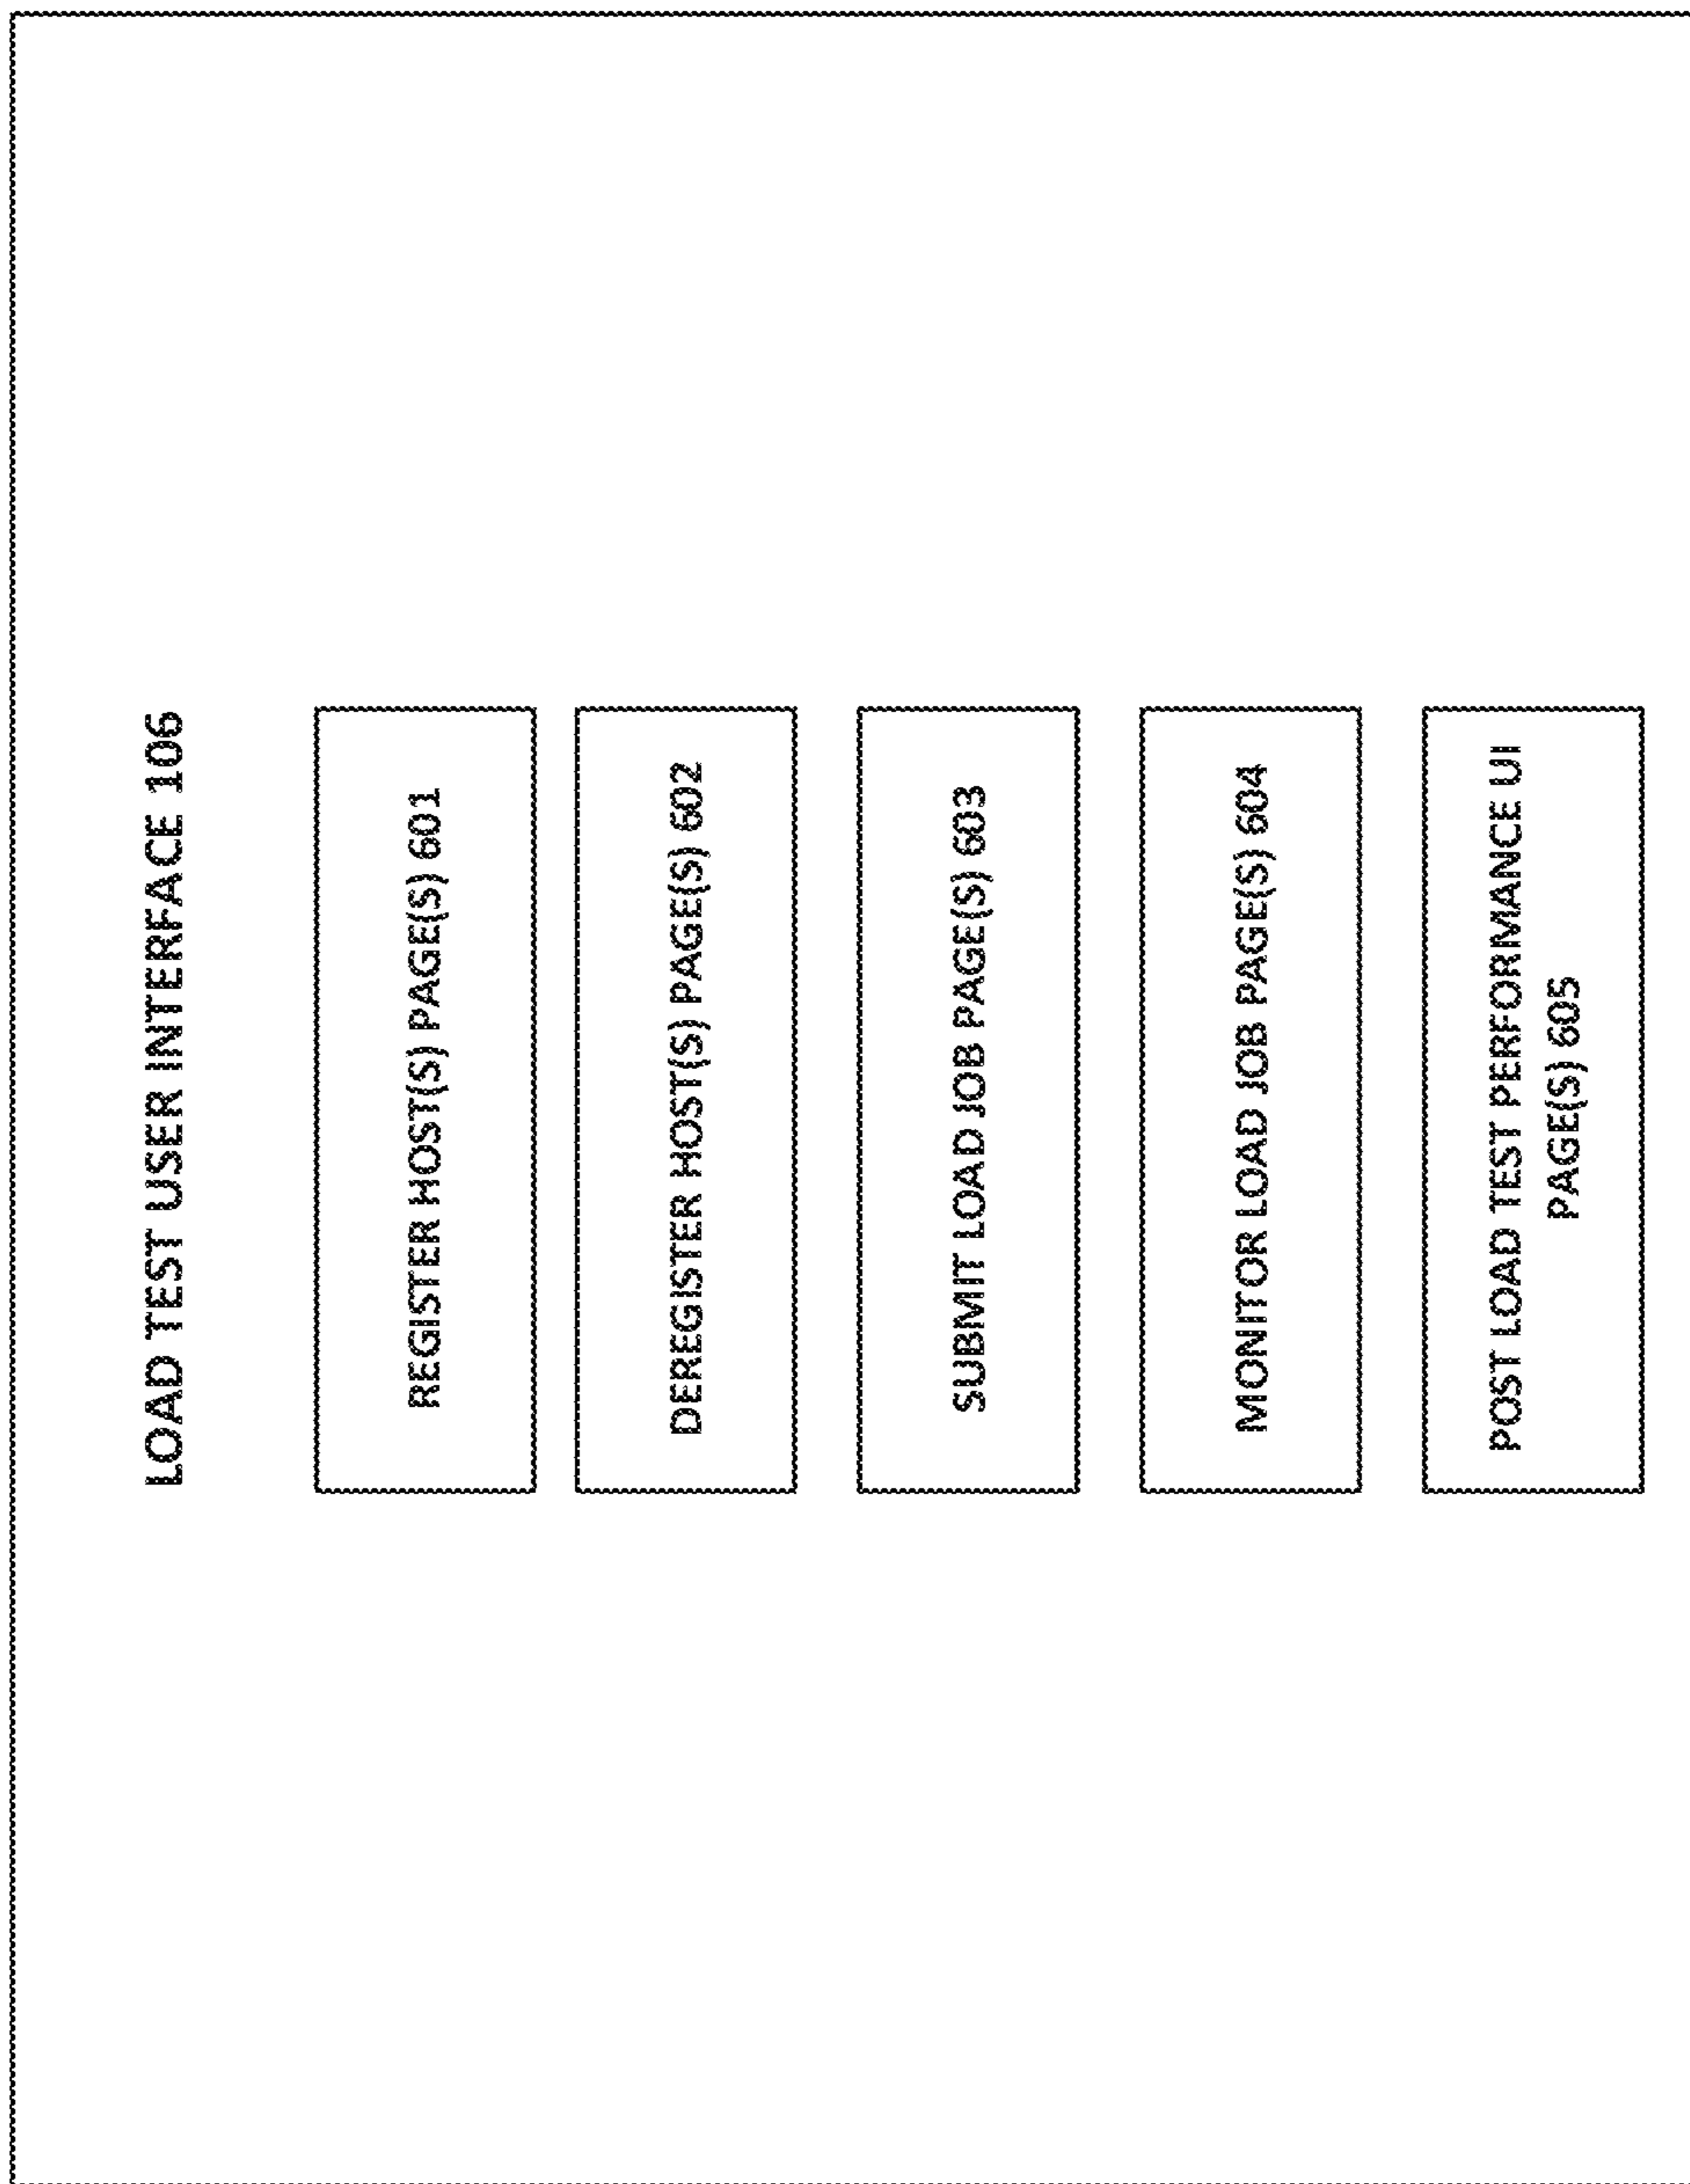 LOAD TEST USER INTERFACE 106
REGISTER HOST(S) PAGE(S) 601
DEREGISTER HOST(S) PAGE(S) 602
SUBMIT LOAD JOB PAGE(S) 603
MONITOR LOAD JOB PAGE(S) 604
POST LOAD TEST PERFORMANCE UI
PAGE(S) 605